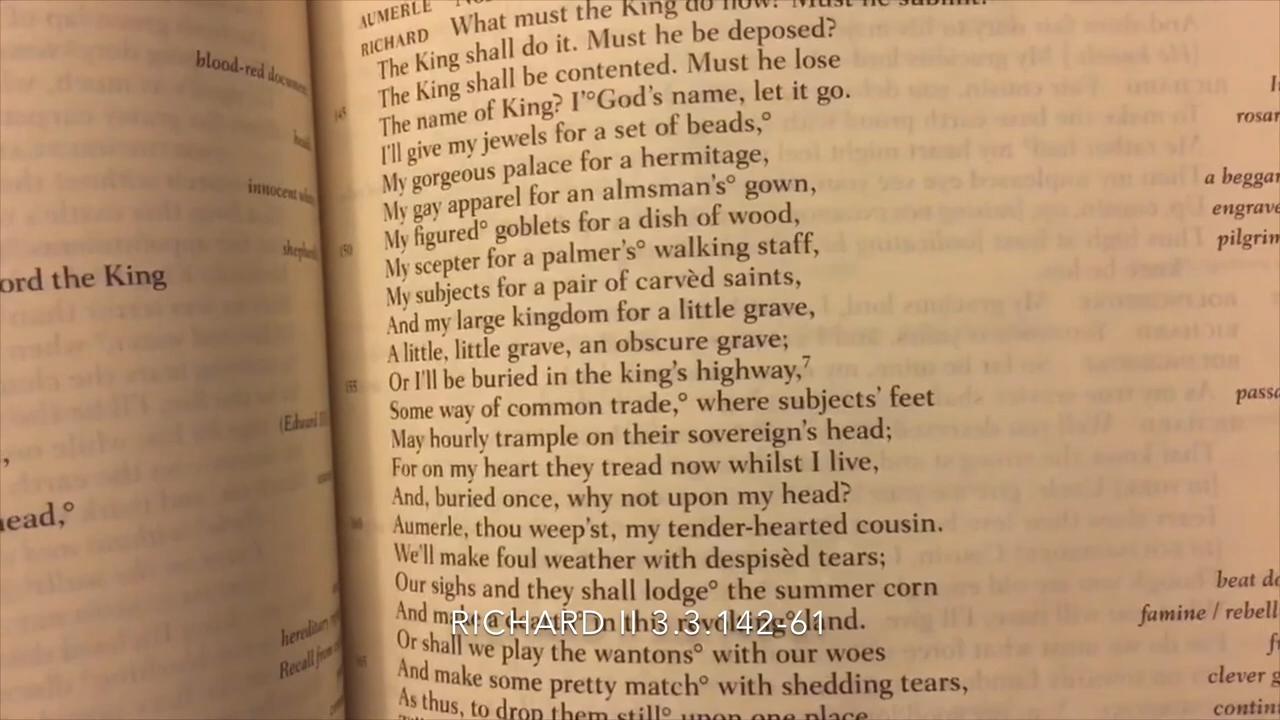 AUMERLE
RICHARD What must the King do now? Must he submit?
The King shall do it. Must he be deposed?
The King shall be contented. Must he lose
145 The name of King? I'°God's name, let it go.
I'll give my jewels for a set of beads,°
My gorgeous palace for a hermitage,
My gay apparel for an almsman's° gown,
My figured° goblets for a dish of wood,
150 My scepter for a palmer's° walking staff,
My subjects for a pair of carvèd saints,
And my large kingdom for a little grave,
A little, little grave, an obscure grave;
155 Or I'll be buried in the king's highway,⁷
Some way of common trade,° where subjects' feet
May hourly trample on their sovereign's head;
For on my heart they tread now whilst I live,
And, buried once, why not upon my head?
Aumerle, thou weep'st, my tender-hearted cousin.
We'll make foul weather with despisèd tears;
Our sighs and they shall lodge° the summer corn
And make a in this revolting° land.
Or shall we play the wantons° with our woes
165 And make some pretty match° with shedding tears,
As thus, to drop them still° upon one place
RICHARD II 3.3.142-61
blood-red
innocent
ord the King
(Edward
ead,°
hereditary
Recall from
a beggar
engrave
pilgrim
passa
beat do
famine / rebell
clever g
contin